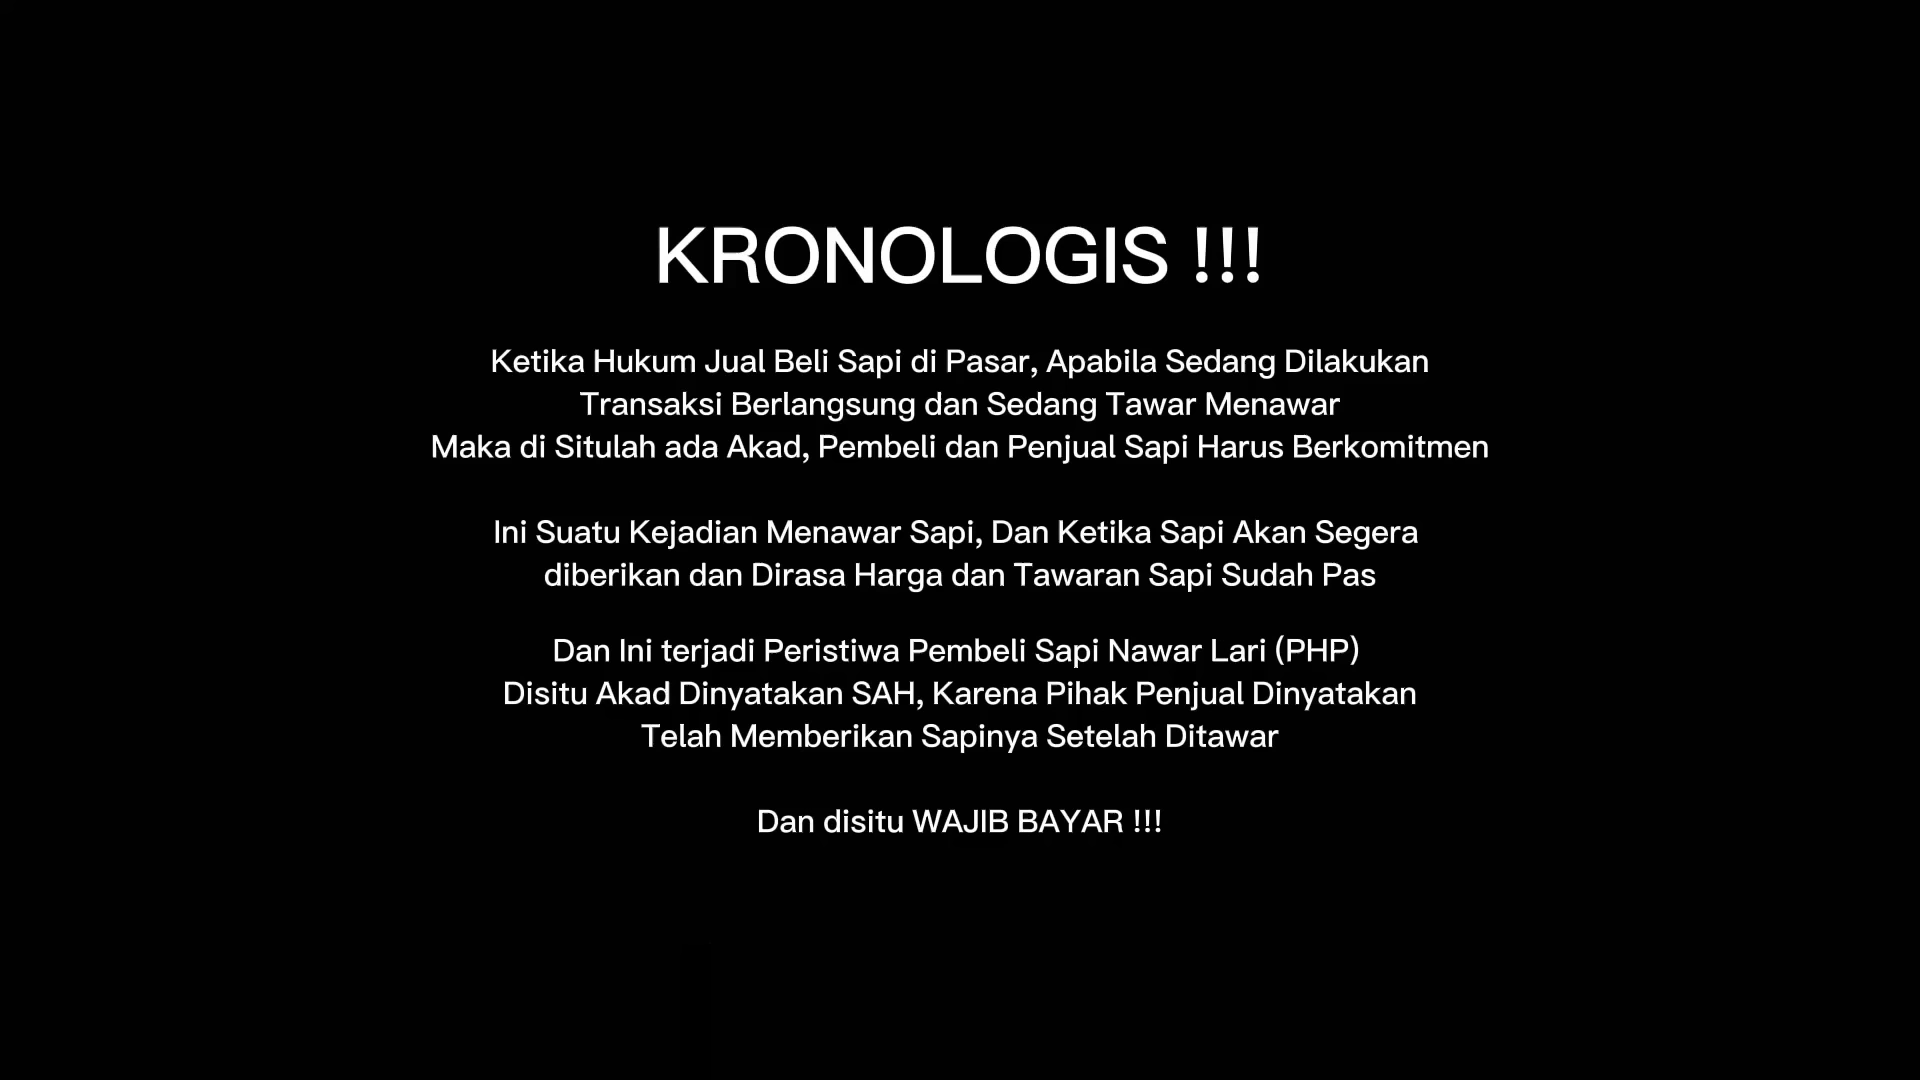 KRONOLOGIS !!!
Ketika Hukum Jual Beli Sapi di Pasar, Apabila Sedang Dilakukan
Transaksi Berlangsung dan Sedang Tawar Menawar
Maka di Situlah ada Akad, Pembeli dan Penjual Sapi Harus Berkomitmen
Ini Suatu Kejadian Menawar Sapi, Dan Ketika Sapi Akan Segera
diberikan dan Dirasa Harga dan Tawaran Sapi Sudah Pas
Dan Ini terjadi Peristiwa Pembeli Sapi Nawar Lari (PHP)
Disitu Akad Dinyatakan SAH, Karena Pihak Penjual Dinyatakan
Telah Memberikan Sapinya Setelah Ditawar
Dan disitu WAJIB BAYAR !!!